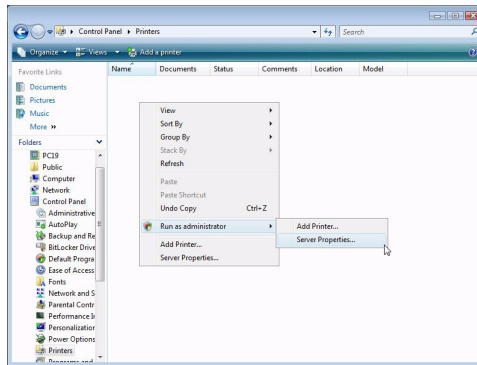 Control Panel ▸ Printers
Search
Organize Views Add a printer
Favorite Links
Documents
Pictures
Music
More »
Folders
PC19
Public
Computer
Network
Control Panel
Administrative
AutoPlay
Backup and Re
BitLocker Drive
Default Progra
Ease of Access
Fonts
Network and S
Parental Contr
Performance In
Personalization
Power Options
Printers
Programs and
Name Documents Status Comments Location Model
View
Sort By
Group By
Stack By
Refresh
Paste
Paste Shortcut
Undo Copy Ctrl+Z
Run as administrator
Add Printer...
Server Properties...
Add Printer...
Server Properties...